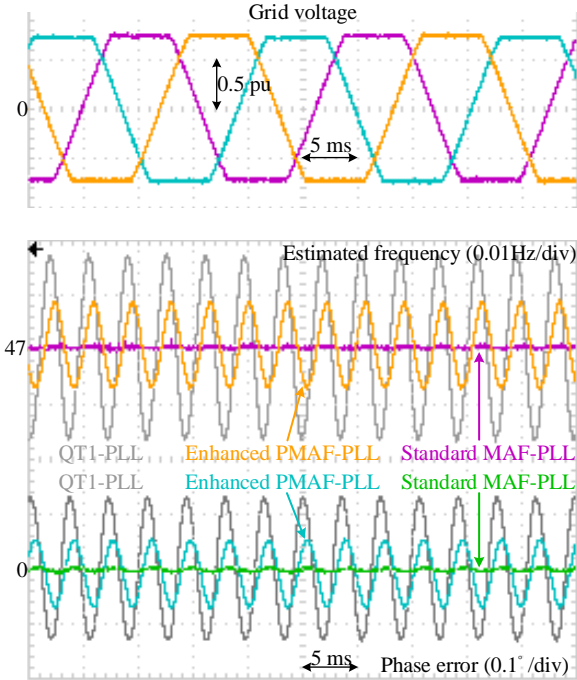 Grid voltage
0
0.5 pu
5 ms
Estimated frequency (0.01Hz/div)
47
QT1-PLL Enhanced PMAF-PLL Standard MAF-PLL
QT1-PLL Enhanced PMAF-PLL Standard MAF-PLL
0
5 ms
Phase error (0.1° /div)